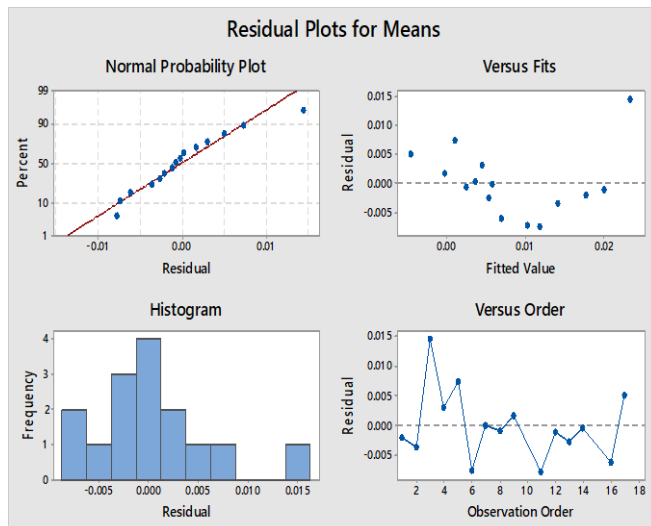 Residual Plots for Means
Normal Probability Plot
99
90
50
10
1
Percent
-0.01 0.00 0.01
Residual
Versus Fits
0.015
0.010
0.005
0.000
-0.005
Residual
0.00 0.01 0.02
Fitted Value
Histogram
4
3
2
1
0
Frequency
-0.005 0.000 0.005 0.010 0.015
Residual
Versus Order
0.015
0.010
0.005
0.000
-0.005
Residual
2 4 6 8 10 12 14 16 18
Observation Order